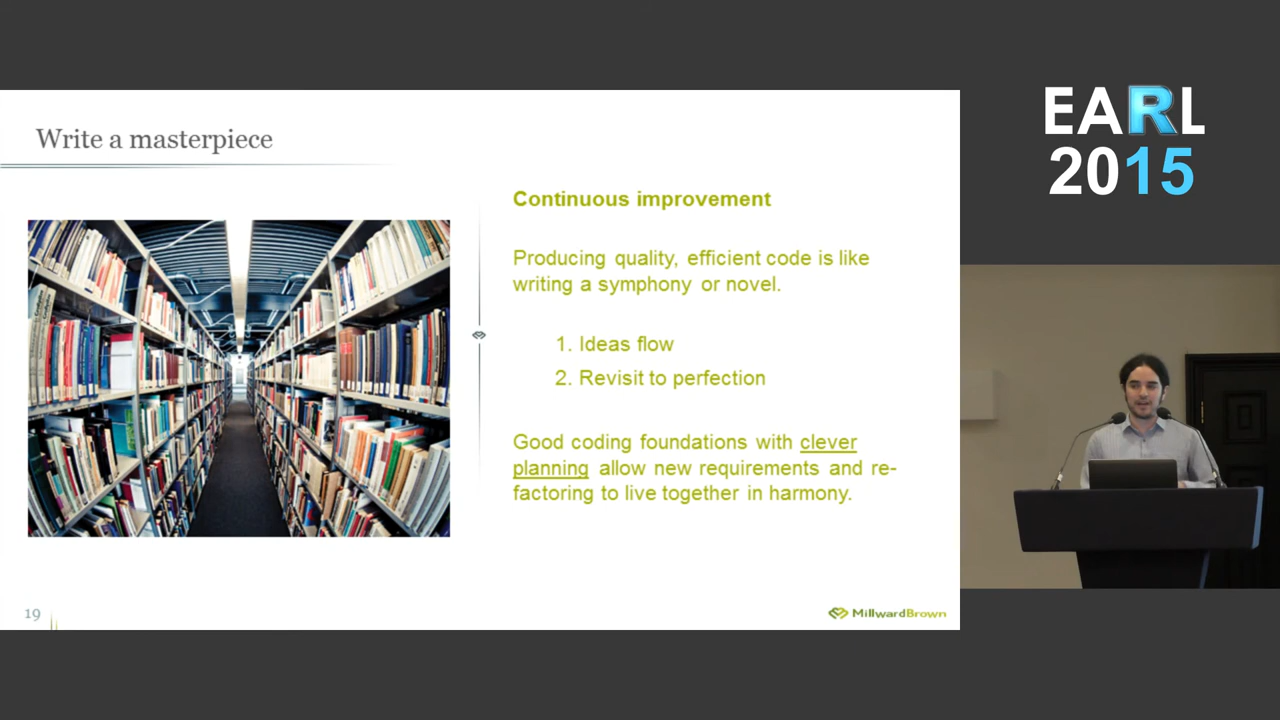 Write a masterpiece
Continuous improvement
Producing quality, efficient code is like
writing a symphony or novel.
1. Ideas flow
2. Revisit to perfection
Good coding foundations with clever
planning allow new requirements and re-
factoring to live together in harmony.
19
MillwardBrown
EARL
2015